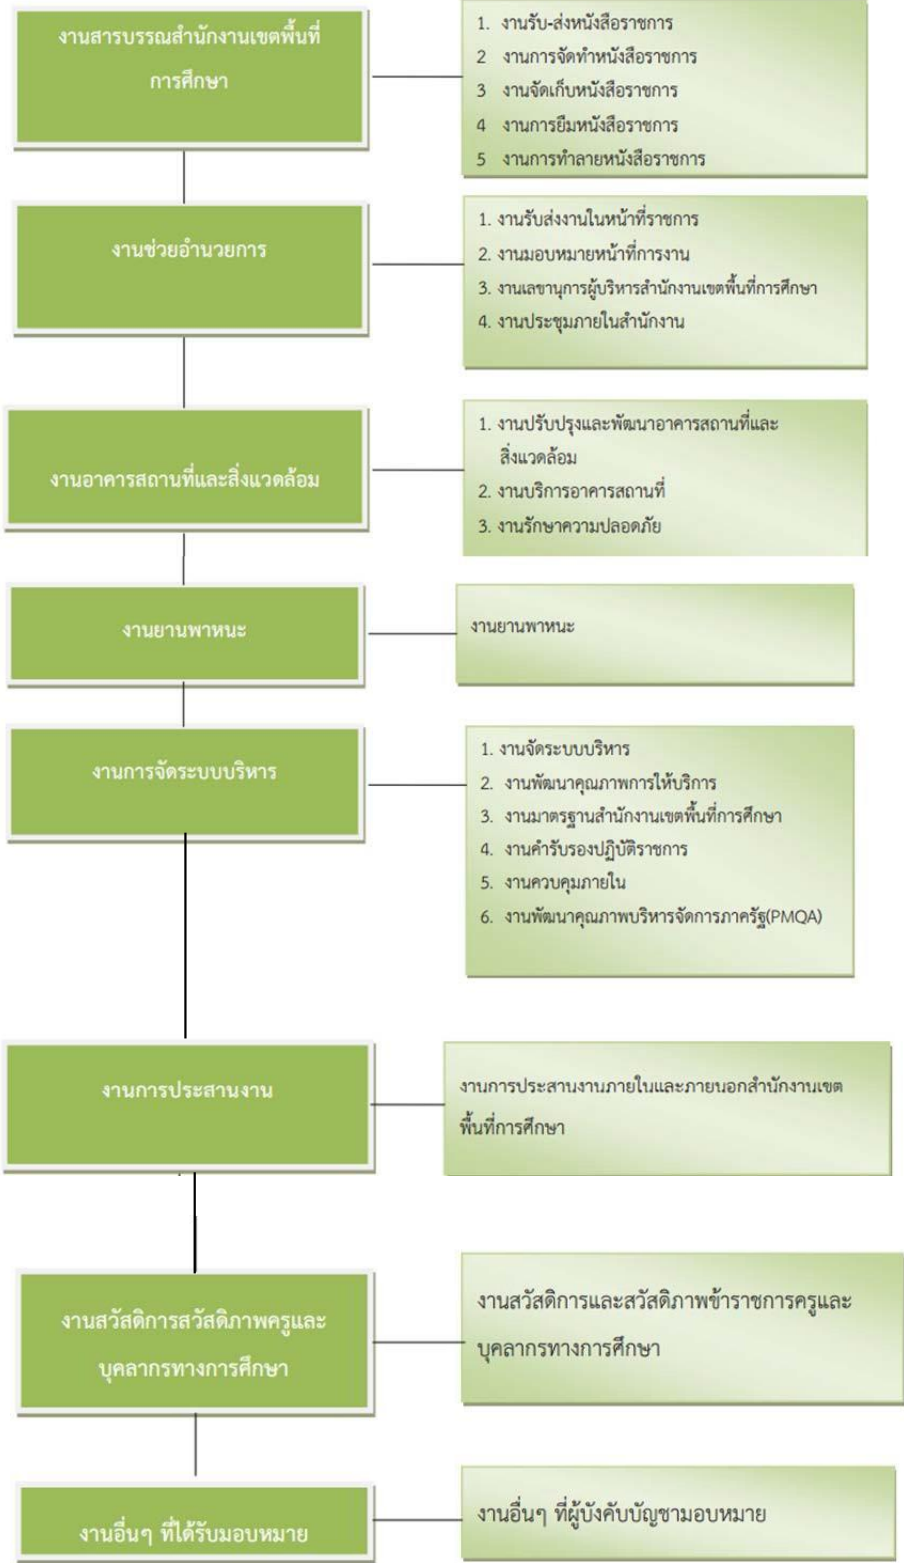 งานสารบรรณสำนักงานเขตพื้นที่
การศึกษา
1. งานรับ-ส่งหนังสือราชการ
2 งานการจัดทำหนังสือราชการ
3 งานจัดเก็บหนังสือราชการ
4 งานการยืมหนังสือราชการ
5 งานการทำลายหนังสือราชการ
งานช่วยอำนวยการ
1. งานรับส่งงานในหน้าที่ราชการ
2. งานมอบหมายหน้าที่การงาน
3. งานเลขานุการผู้บริหารสำนักงานเขตพื้นที่การศึกษา
4. งานประชุมภายในสำนักงาน
งานอาคารสถานที่และสิ่งแวดล้อม
1. งานปรับปรุงและพัฒนาอาคารสถานที่และ
สิ่งแวดล้อม
2. งานบริการอาคารสถานที่
3. งานรักษาความปลอดภัย
งานยานพาหนะ
งานยานพาหนะ
งานการจัดระบบบริหาร
1. งานจัดระบบบริหาร
2. งานพัฒนาคุณภาพการให้บริการ
3. งานมาตรฐานสำนักงานเขตพื้นที่การศึกษา
4. งานคำรับรองปฏิบัติราชการ
5. งานควบคุมภายใน
6. งานพัฒนาคุณภาพบริหารจัดการภาครัฐ(PMQA)
งานการประสานงาน
งานการประสานงานภายในและภายนอกสำนักงานเขต
พื้นที่การศึกษา
งานสวัสดิการสวัสดิภาพครูและ
บุคลากรทางการศึกษา
งานสวัสดิการและสวัสดิภาพข้าราชการครูและ
บุคลากรทางการศึกษา
งานอื่นๆ ที่ได้รับมอบหมาย
งานอื่นๆ ที่ผู้บังคับบัญชามอบหมาย